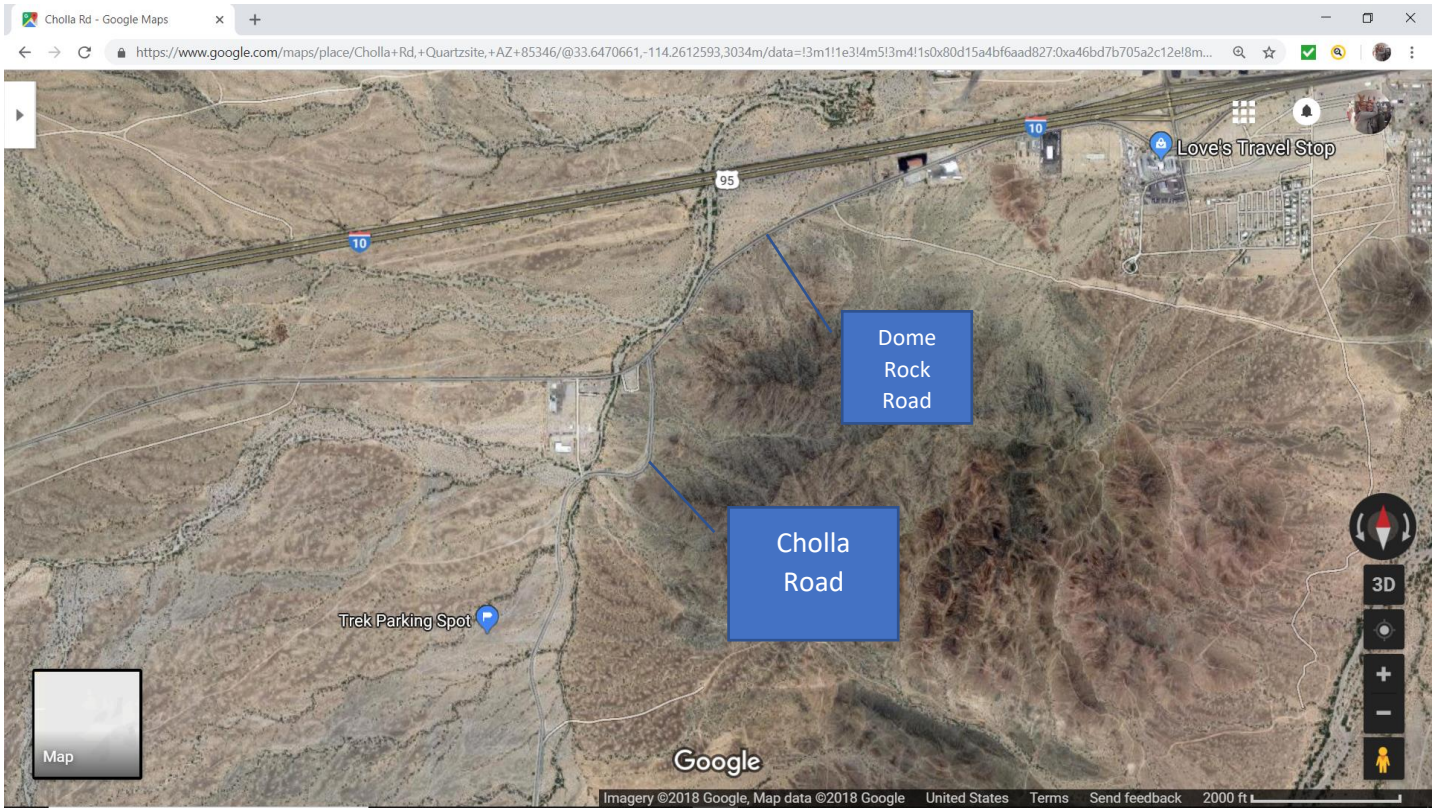 Cholla Rd - Google Maps
https://www.google.com/maps/place/Cholla+Rd,+Quartzsite,+AZ+85346/@33.6470661,-114.2612593,3034m/data=!3m1!1e3!4m5!3m4!1s0x80d15a4bf6aad827:0xa46bd7b705a2c12e!8m...
10
Love's Travel Stop
95
10
Dome
Rock
Road
Cholla
Road
3D
Trek Parking Spot
Map
Google
Imagery ©2018 Google, Map data ©2018 Google United States Terms Send feedback 2000 ft